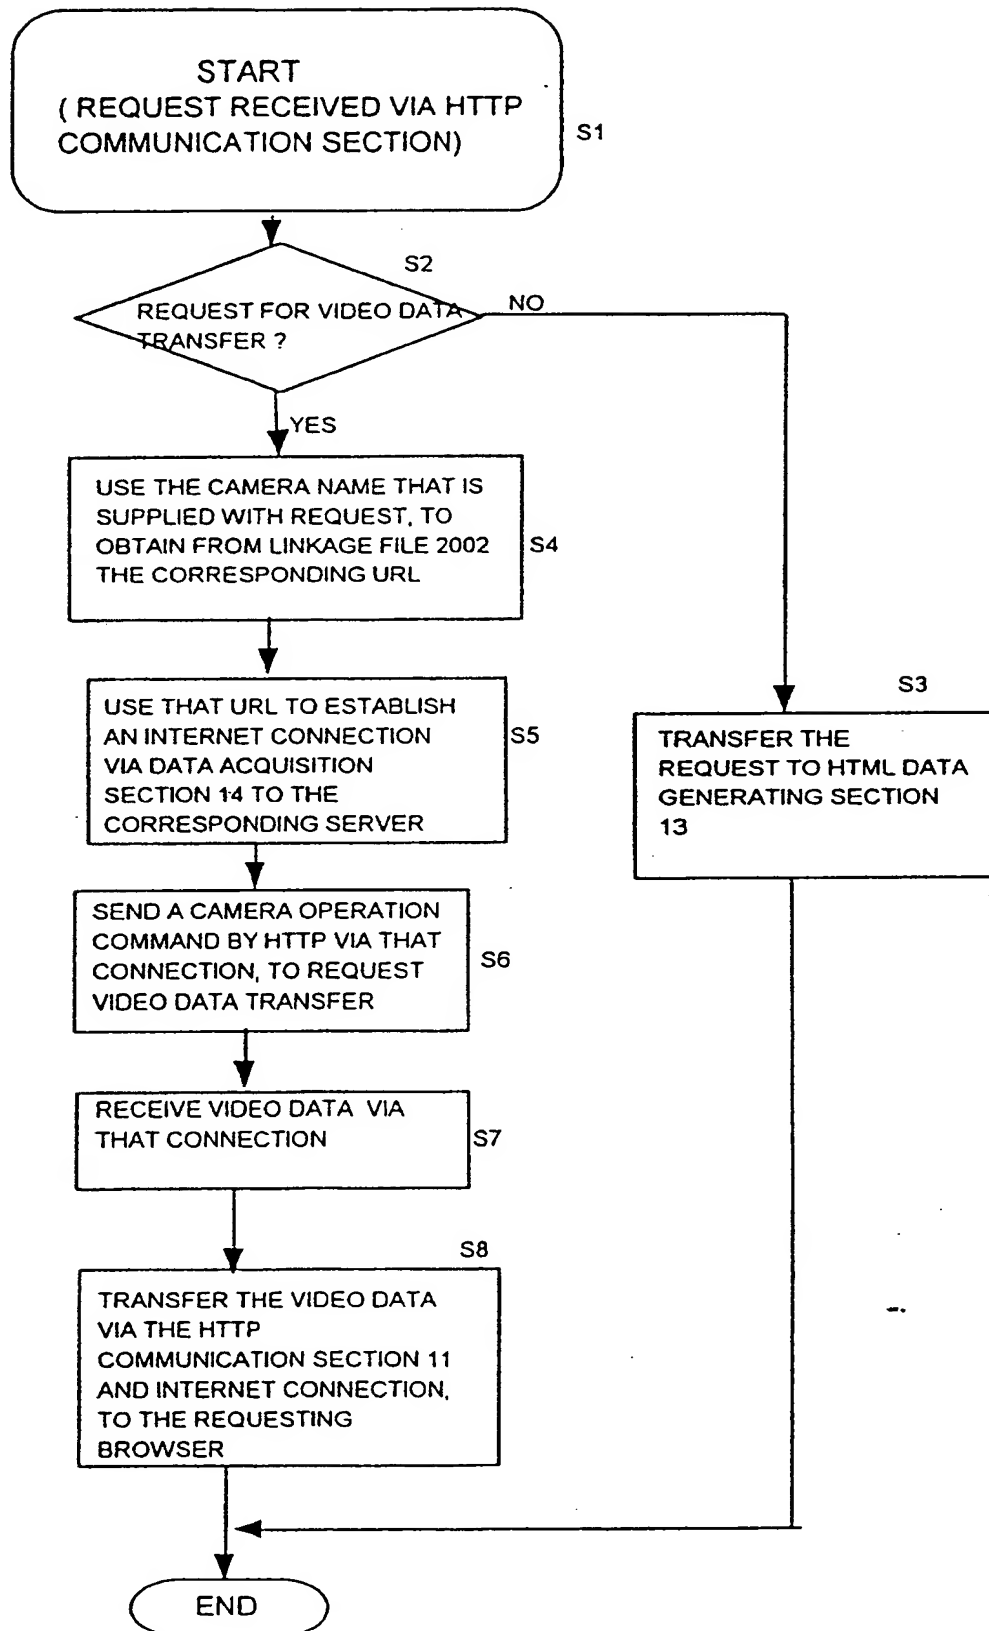 START
( REQUEST RECEIVED VIA HTTP
COMMUNICATION SECTION)
S1
S2
REQUEST FOR VIDEO DATA
TRANSFER ?
NO
YES
USE THE CAMERA NAME THAT IS
SUPPLIED WITH REQUEST, TO
OBTAIN FROM LINKAGE FILE 2002
THE CORRESPONDING URL
S4
USE THAT URL TO ESTABLISH
AN INTERNET CONNECTION
VIA DATA ACQUISITION
SECTION 14 TO THE
CORRESPONDING SERVER
S5
S3
TRANSFER THE
REQUEST TO HTML DATA
GENERATING SECTION
13
SEND A CAMERA OPERATION
COMMAND BY HTTP VIA THAT
CONNECTION, TO REQUEST
VIDEO DATA TRANSFER
S6
RECEIVE VIDEO DATA VIA
THAT CONNECTION
S7
S8
TRANSFER THE VIDEO DATA
VIA THE HTTP
COMMUNICATION SECTION 11
AND INTERNET CONNECTION,
TO THE REQUESTING
BROWSER
END